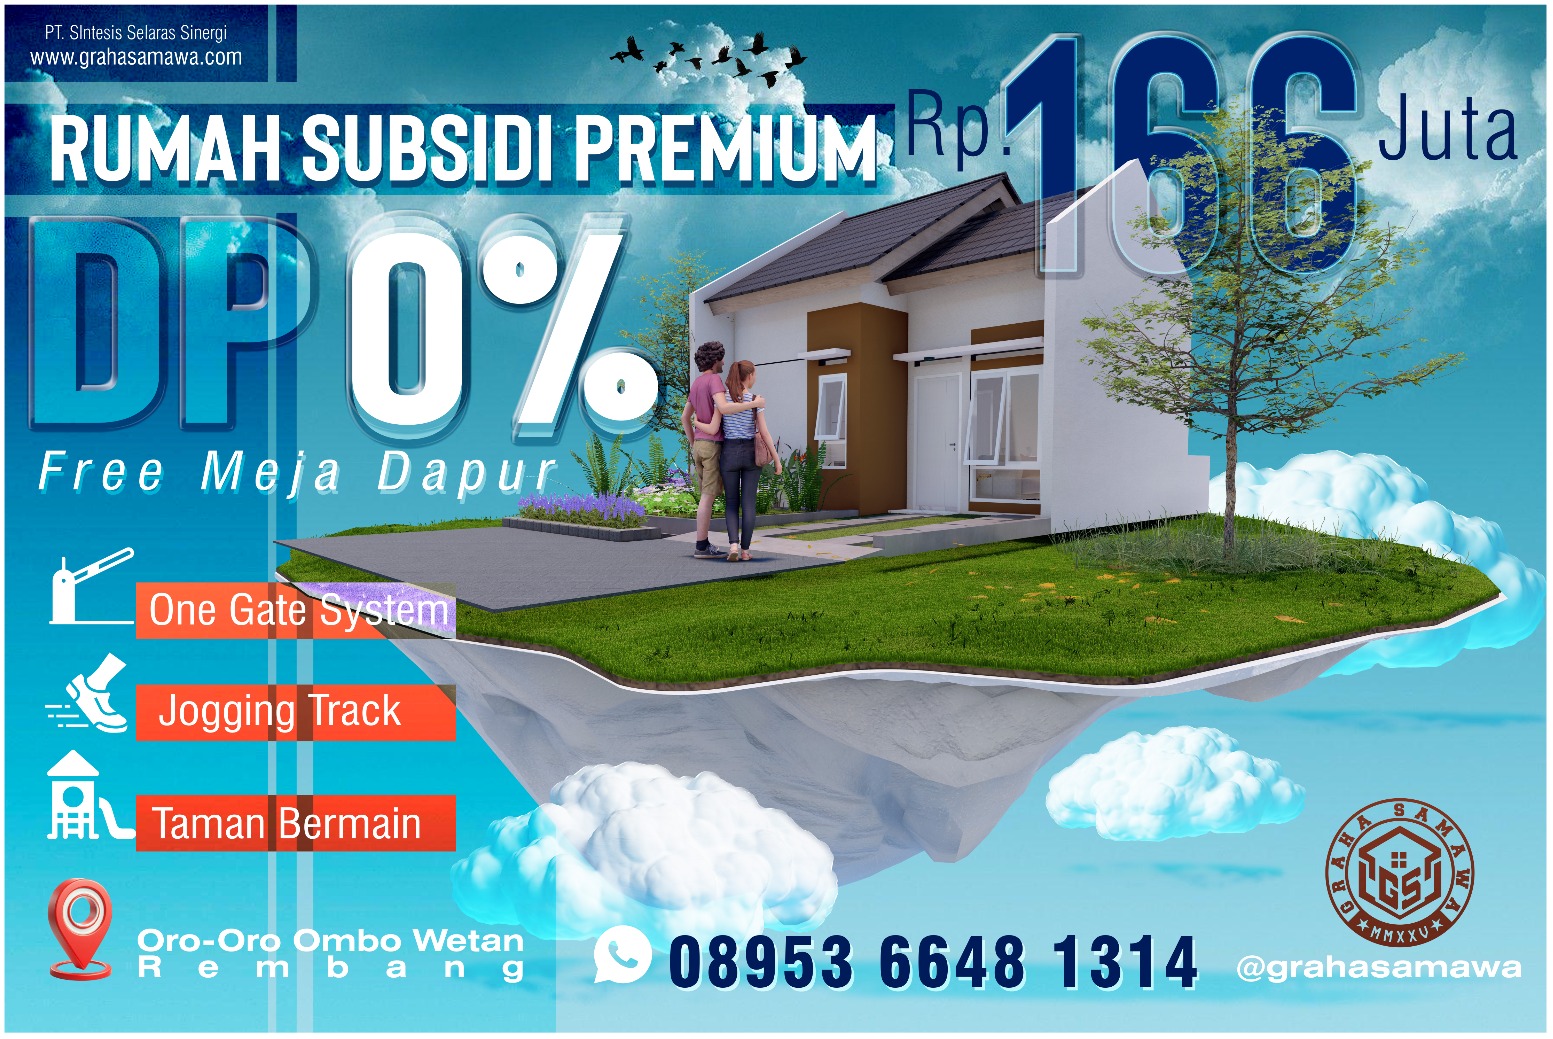 PT. SIntesis Selaras Sinergi
www.grahasamawa.com
RUMAH SUBSIDI PREMIUM
Rp. 166 Juta
DP 0%
Free Meja Dapur
One Gate System
Jogging Track
Taman Bermain
Oro-Oro Ombo Wetan
Rembang
08953 6648 1314
GRAHA SAMAWA
GS
MMXXV
@grahasamawa